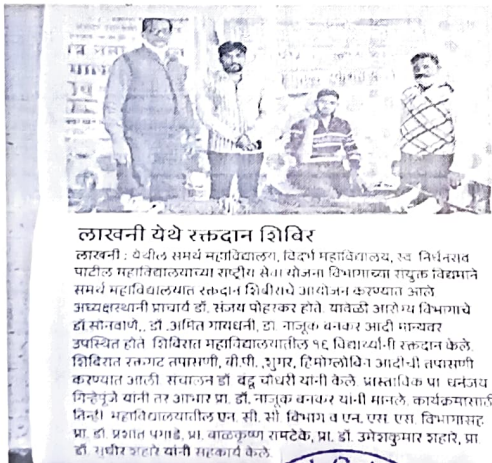 लाखनी येथे रक्तदान शिविर
लाखनी : येथील समर्थ महाविद्यालय, विदर्भ महाविद्यालय, स्व निर्धनराव
पाटील महाविद्यालयाच्या राष्ट्रीय सेवा योजना विभागाच्या संयुक्त विद्यमाने
समर्थ महाविद्यालयात रक्तदान शिबीराचे आयोजन करण्यात आले
अध्यक्षस्थानी प्राचार्य डॉ. संजय पोहरकर होते. यावेळी आरोग्य विभागाचे
डॉ सोनवाणे, डॉ. अमित गायधनी, डा. नाजूक बनकर आदी मान्यवर
उपस्थित होते शिबिरात महाविद्यालयातील १६ विद्यार्थ्यांनी रक्तदान केले.
शिबिरात रक्तगट तपासणी, बी.पी. ,शुगर, हिमोग्लोबिन आदींची तपासणी
करण्यात आली संचालन डॉ बंदू चौधरी यांनी केले प्रास्ताविक प्रा धनंजय
गिऱ्हेपुंजे यांनी तर आभार प्रा. डॉ. नाजूक बनकर यांनी मानले. कार्यक्रमासाठी
तिन्ही महाविद्यालयातील एन. सी. सी विभाग व एन. एस. एस. विभागासह
प्रा. डॉ. प्रशांत पगाडे, प्रा. बाळकृष्ण रामटेके, प्रा. डॉ. उमेशकुमार शहारे, प्रा
डॉ. सुधीर शहारे यांनी सहकार्य केले.